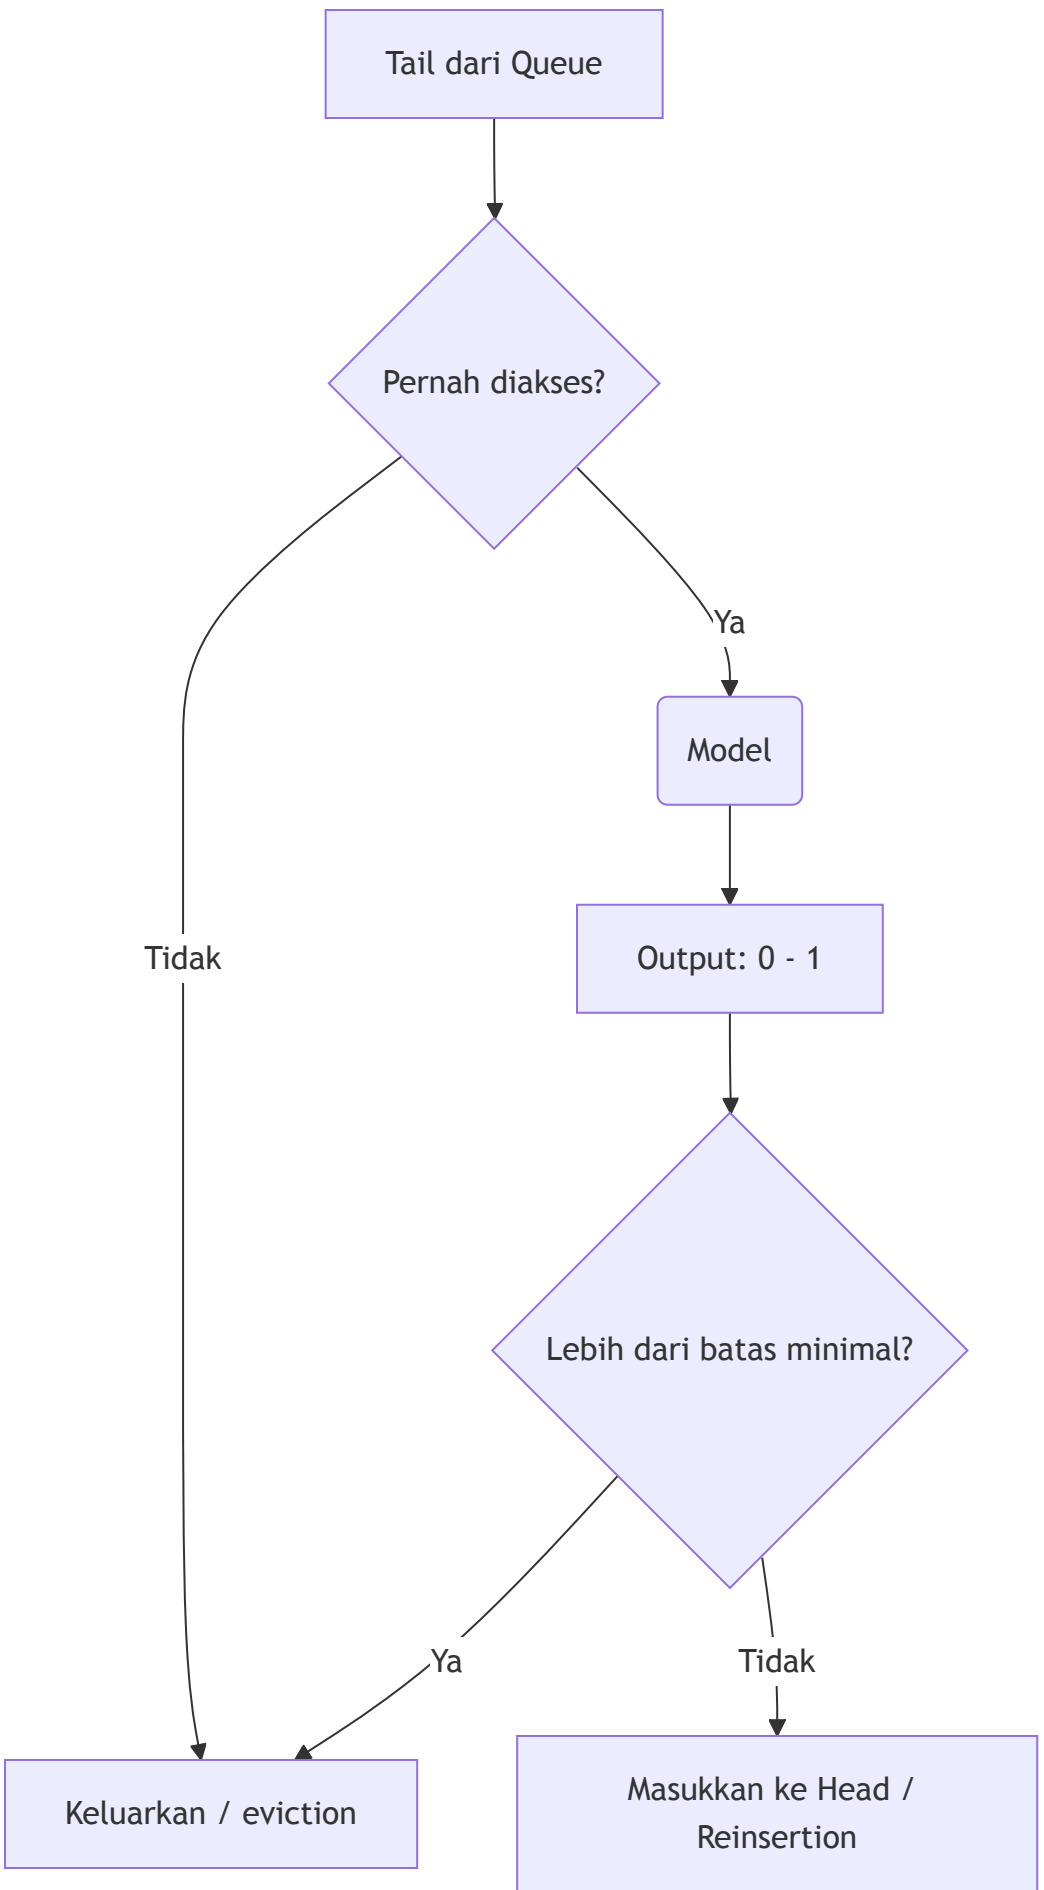 Tail dari Queue
Pernah diakses?
Ya
Model
Tidak
Output: 0 - 1
Lebih dari batas minimal?
Ya
Tidak
Keluarkan / eviction
Masukkan ke Head /
Reinsertion